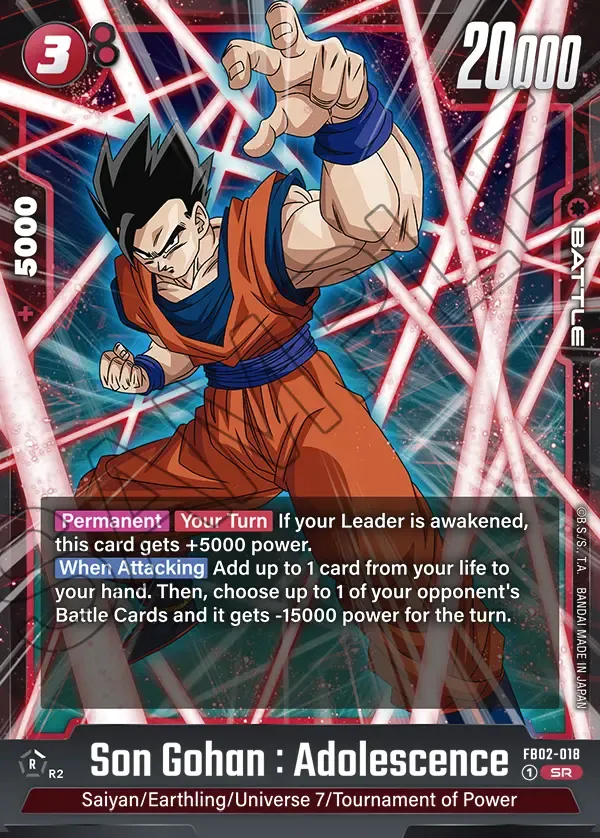 3
20000
+ 5000
BATTLE
SAMPLE
Permanent Your Turn If your Leader is awakened,
this card gets +5000 power.
When Attacking Add up to 1 card from your life to
your hand. Then, choose up to 1 of your opponent's
Battle Cards and it gets -15000 power for the turn.
©B.S./S., T.A. BANDAI MADE IN JAPAN
R
R2
Son Gohan : Adolescence
FB02-018
1 SR
Saiyan/Earthling/Universe 7/Tournament of Power